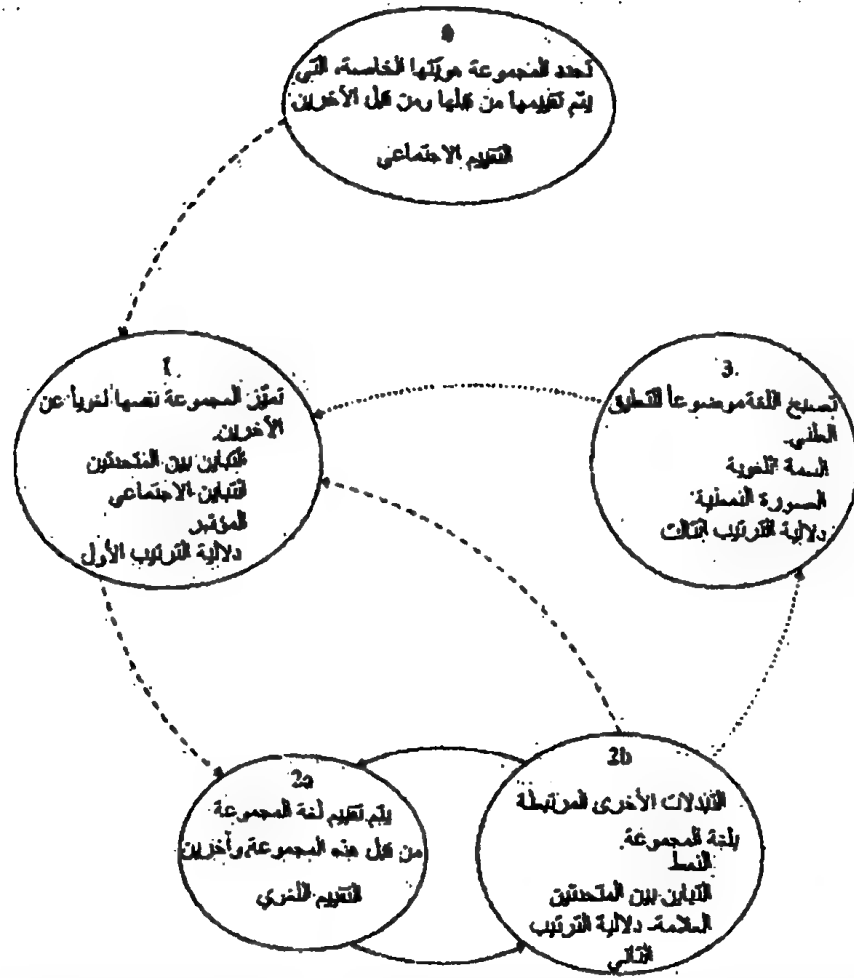 0
تحدد المجموعة هويتها الخاصة، التي
يتم تقييمها من قبلها ومن قبل الآخرين
التقييم الاجتماعي
1.
تميّز المجموعة نفسها لغوياً عن
الآخرين.
التباين بين المتحدثين
التباين الاجتماعي
المؤشر
دلالية الترتيب الأول
3.
تصبح اللغة موضوعاً للتعليق
العلني.
السمة اللغوية
الصورة النمطية
دلالية الترتيب الثالث
2a
يتم تقييم لغة المجموعة
من قبل هذه المجموعة وآخرين
التقييم اللغوي
2b
التبدلات الأخرى المرتبطة
بلغة المجموعة.
النمط
التباين بين المتحدثين
العلامة- دلالية الترتيب
الثاني